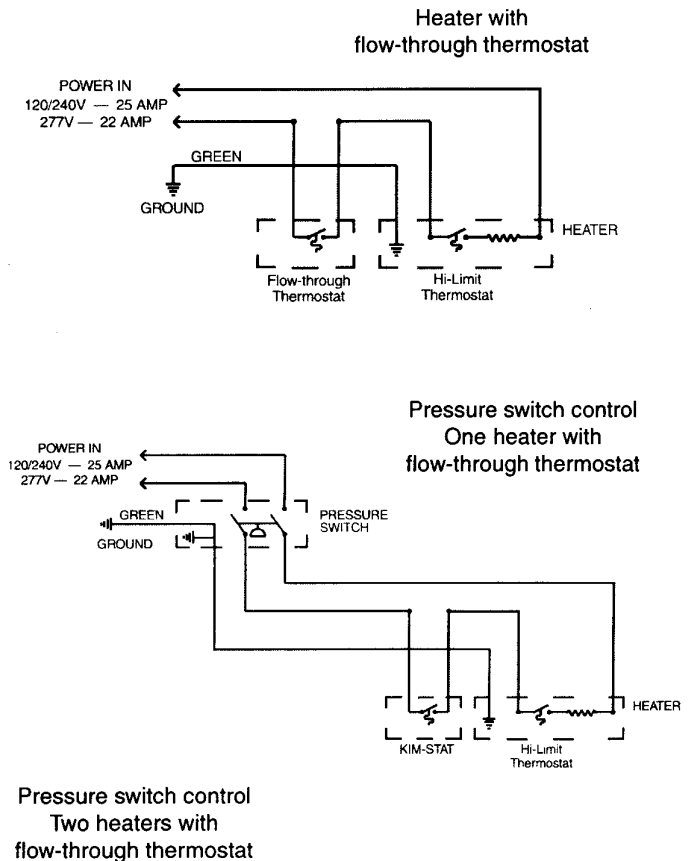 Heater with
flow-through thermostat
POWER IN
120/240V — 25 AMP
277V — 22 AMP
GREEN
GROUND
HEATER
Flow-through
Thermostat
Hi-Limit
Thermostat
Pressure switch control
One heater with
flow-through thermostat
POWER IN
120/240V — 25 AMP
277V — 22 AMP
GREEN
GROUND
PRESSURE
SWITCH
HEATER
KIM-STAT
Hi-Limit
Thermostat
Pressure switch control
Two heaters with
flow-through thermostat